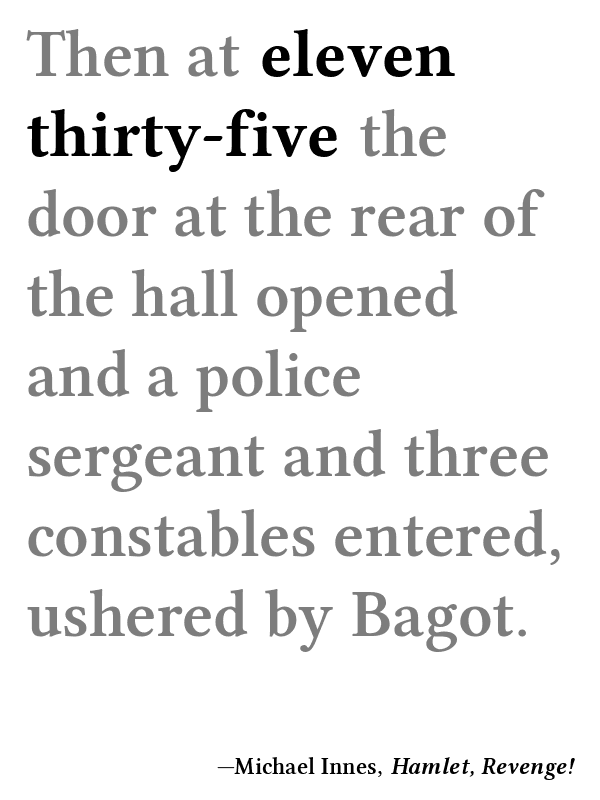 Then at eleven
thirty-five the
door at the rear of
the hall opened
and a police
sergeant and three
constables entered,
ushered by Bagot.
—Michael Innes, Hamlet, Revenge!